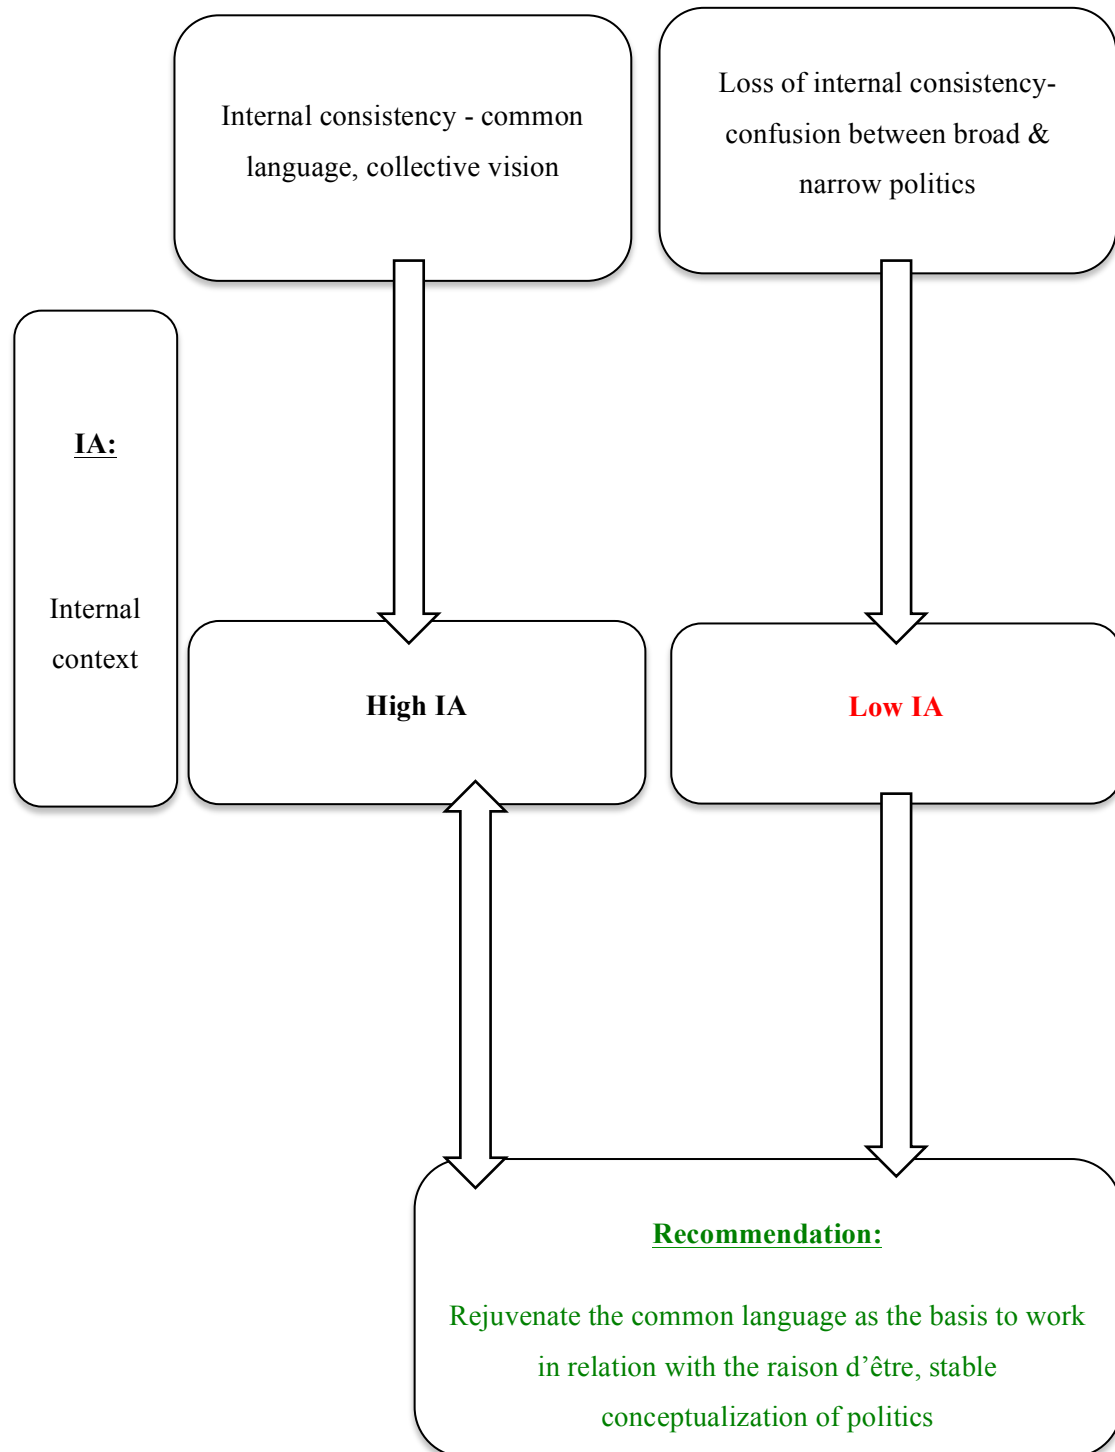 Internal consistency - common
language, collective vision
Loss of internal consistency-
confusion between broad &
narrow politics
IA:
Internal
context
High IA
Low IA
Recommendation:
Rejuvenate the common language as the basis to work
in relation with the raison d’être, stable
conceptualization of politics